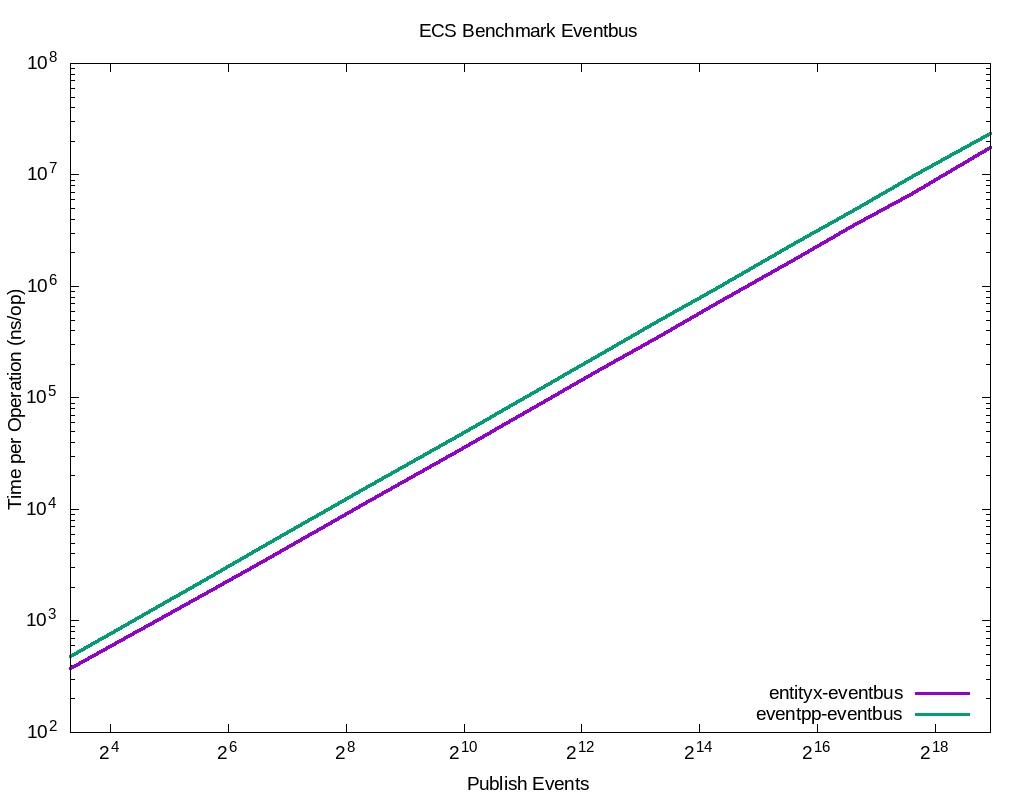 ECS Benchmark Eventbus
10^8
10^7
10^6
10^5
10^4
10^3
10^2
Time per Operation (ns/op)
entityx-eventbus
eventpp-eventbus
2^4 2^6 2^8 2^10 2^12 2^14 2^16 2^18
Publish Events